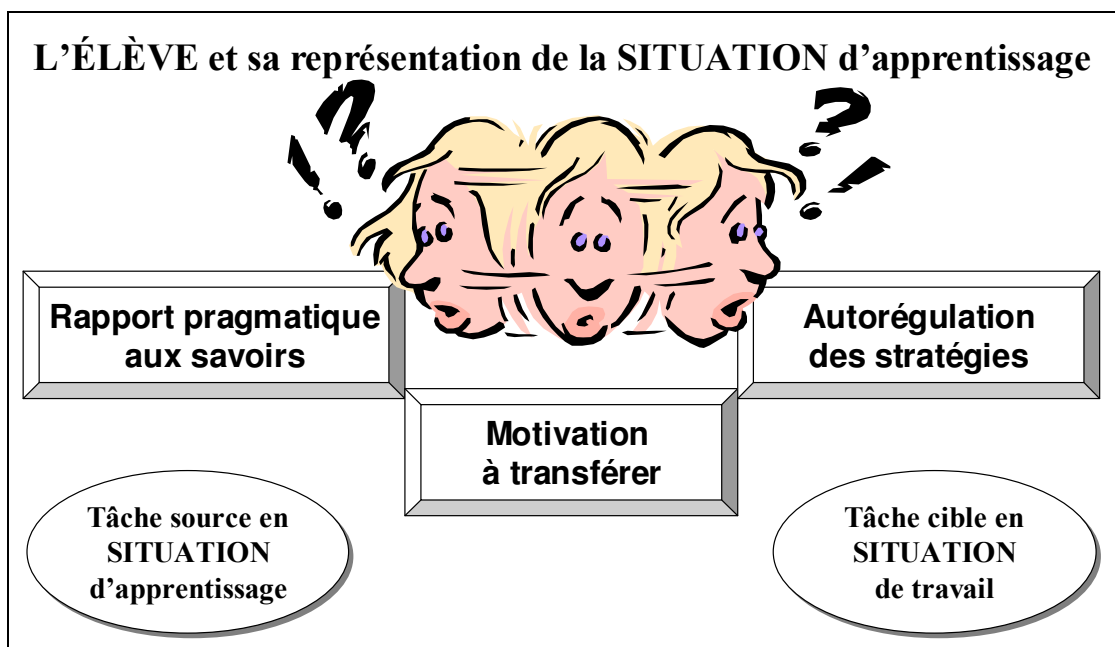 L'ÉLÈVE et sa représentation de la SITUATION d'apprentissage
! ? ? !
Rapport pragmatique
aux savoirs
Autorégulation
des stratégies
Motivation
à transférer
Tâche source en
SITUATION
d'apprentissage
Tâche cible en
SITUATION
de travail